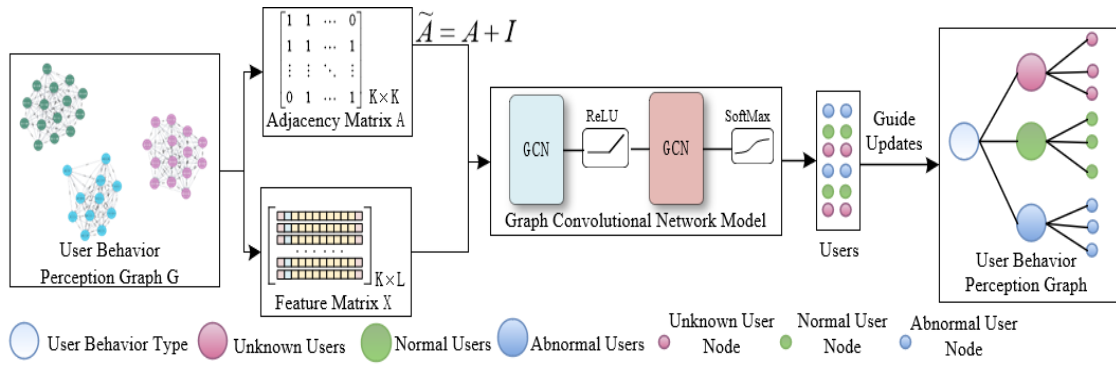 User Behavior
Perception Graph G
1 1 ⋯ 0
1 1 ⋯ 1
⋮ ⋮ ⋱ ⋮
0 1 ⋯ 1
K×K
Adjacency Matrix A
Ã = A + I
······
K×L
Feature Matrix X
GCN
ReLU
GCN
SoftMax
Graph Convolutional Network Model
Users
Guide
Updates
User Behavior
Perception Graph
User Behavior Type
Unknown Users
Normal Users
Abnormal Users
Unknown User
Node
Normal User
Node
Abnormal User
Node